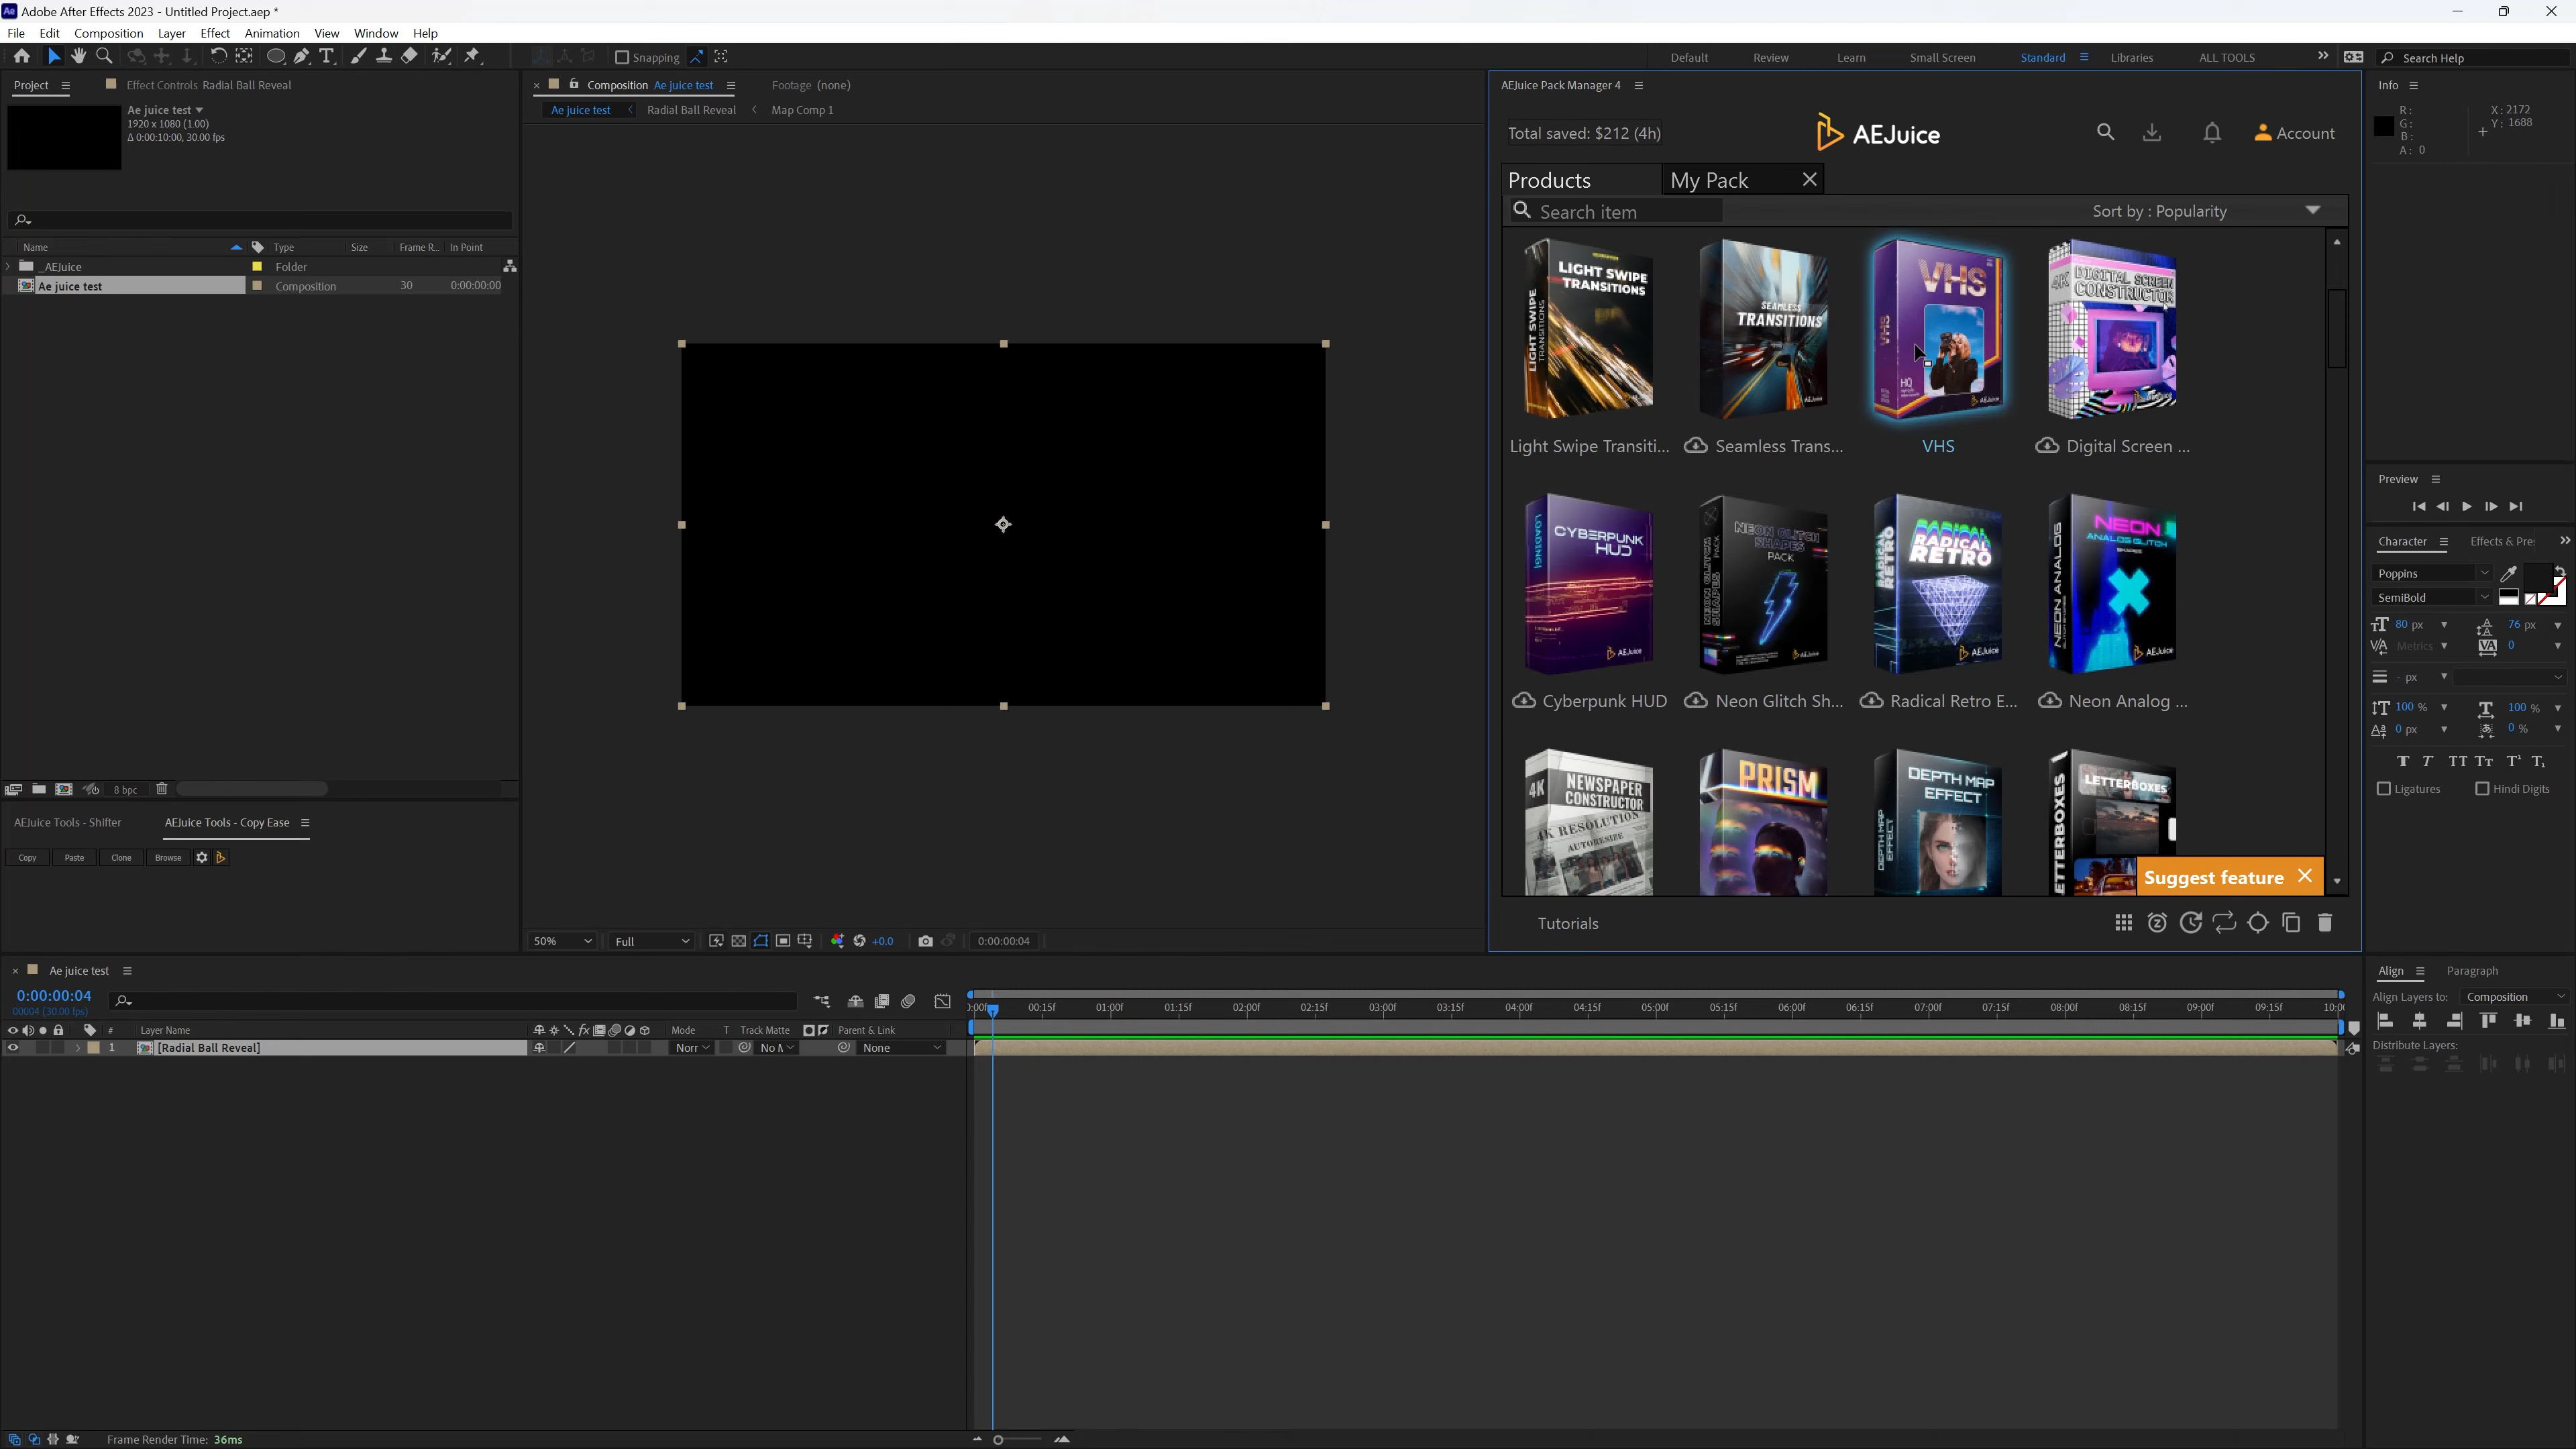 Adobe After Effects 2023 - Untitled Project.aep *
File Edit Composition Layer Effect Animation View Window Help
Snapping
Default Review Learn Small Screen Standard Libraries ALL TOOLS
Search Help
Project
Effect Controls Radial Ball Reveal
Ae juice test
1920 x 1080 (1.00)
Δ 0:00:10:00, 30.00 fps
Name Type Size Frame R... In Point
_AEJuice Folder
Ae juice test Composition 30 0:00:00:00
8 bpc
AEJuice Tools - Shifter
AEJuice Tools - Copy Ease
Copy Paste Clone Browse
Composition Ae juice test
Footage (none)
Ae juice test Radial Ball Reveal Map Comp 1
50% Full +0.0 0:00:00:04
AEJuice Pack Manager 4
Total saved: $212 (4h)
AEJuice
Account
Products
My Pack
Search item
Sort by : Popularity
LIGHT SWIPE
TRANSITIONS
SEAMLESS
TRANSITIONS
VHS
HQ
4K
DIGITAL SCREEN
CONSTRUCTOR
Light Swipe Transiti... Seamless Trans... VHS Digital Screen ...
LOADING!
CYBERPUNK
HUD
NEON GLITCH
SHAPES
PACK
RADICAL
RETRO
NEON
ANALOG GLITCH
SHAPES
Cyberpunk HUD Neon Glitch Sh... Radical Retro E... Neon Analog ...
4K
NEWSPAPER
CONSTRUCTOR
4K RESOLUTION
AUTORESIZE
PRISM
DEPTH MAP
EFFECT
LETTERBOXES
Suggest feature
Tutorials
Info
R:
G:
B:
A: 0
X: 2172
Y: 1688
Preview
Character
Effects & Pre
Poppins
SemiBold
80 px 76 px
Metrics 0
- px
100 % 100 %
0 px 0 %
Ligatures Hindi Digits
Ae juice test
0:00:00:04
00004 (30.00 fps)
# Layer Name Mode T Track Matte Parent & Link
1 [Radial Ball Reveal] Norr No M None
):00f 00:15f 01:00f 01:15f 02:00f 02:15f 03:00f 03:15f 04:00f 04:15f 05:00f 05:15f 06:00f 06:15f 07:00f 07:15f 08:00f 08:15f 09:00f 09:15f 10:00
Align Paragraph
Align Layers to: Composition
Distribute Layers:
Frame Render Time: 36ms